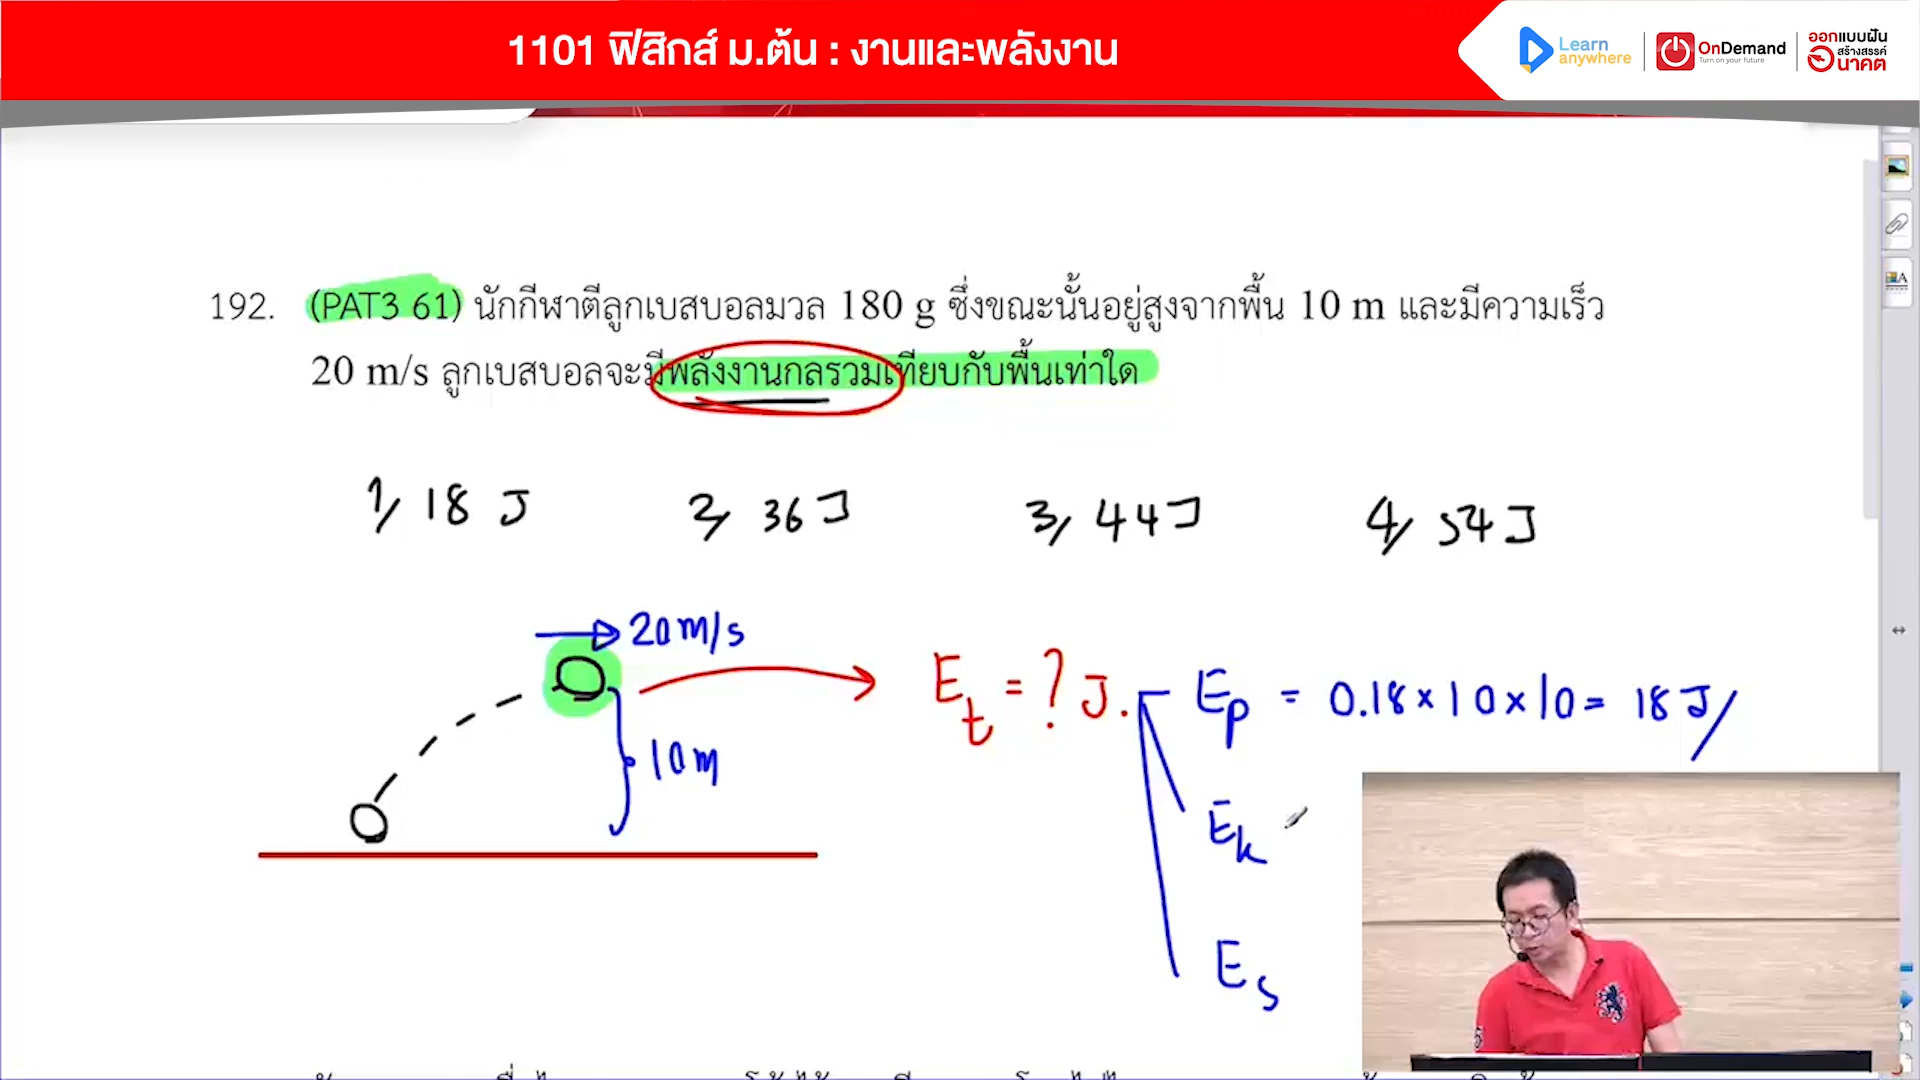 1101 ฟิสิกส์ ม.ต้น : งานและพลังงาน
Learn anywhere
OnDemand
Turn on your future
ออกแบบฝัน
สร้างสรรค์
อนาคต
192. (PAT3 61) นักกีฬาตีลูกเบสบอลมวล 180 g ซึ่งขณะนั้นอยู่สูงจากพื้น 10 m และมีความเร็ว
20 m/s ลูกเบสบอลจะมีพลังงานกลรวมเทียบกับพื้นเท่าใด
1/ 18 J 2/ 36 J 3/ 44 J 4/ 54 J
20 m/s
10 m
Et = ? J.
Ep = 0.18 × 10 × 10 = 18 J/
Ek
Es